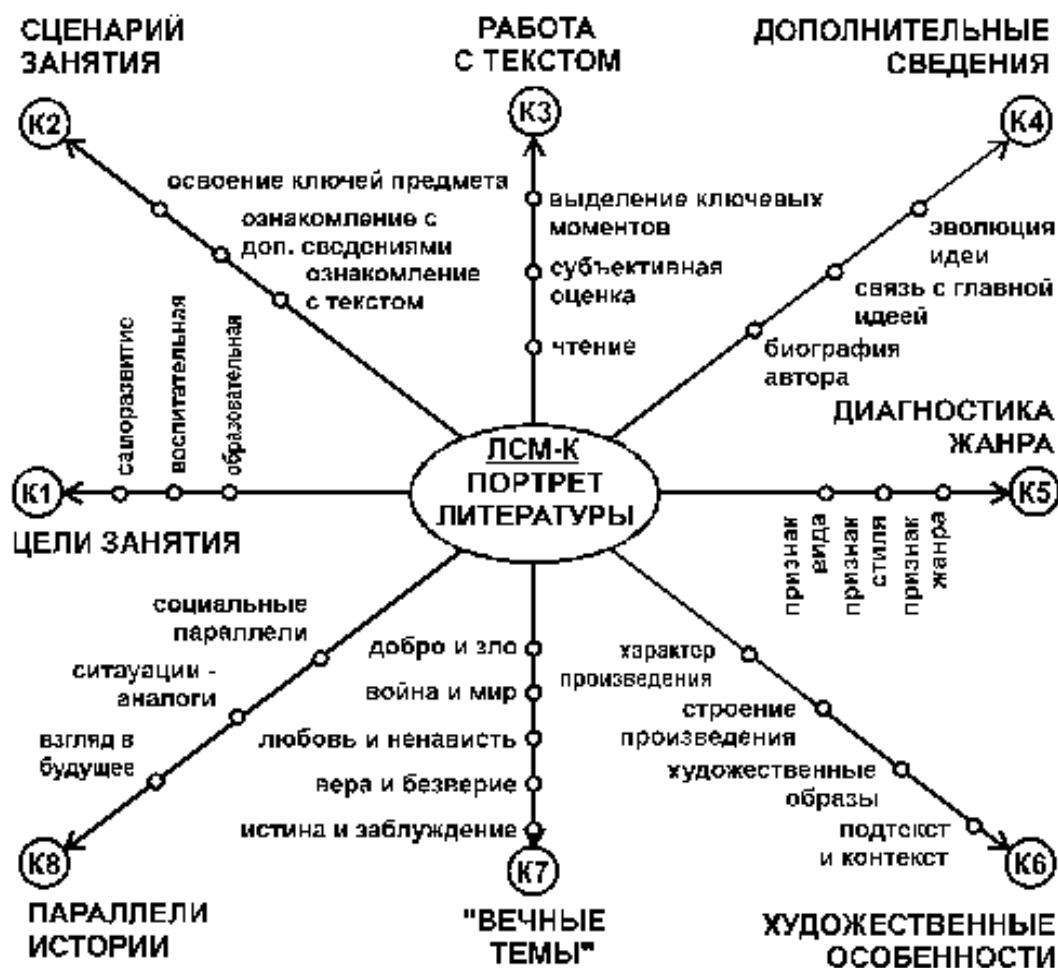 СЦЕНАРИЙ
ЗАНЯТИЯ
К2
освоение ключей предмета
ознакомление с
доп. сведениями
ознакомление
с текстом
РАБОТА
С ТЕКСТОМ
К3
выделение ключевых
моментов
субъективная
оценка
чтение
ДОПОЛНИТЕЛЬНЫЕ
СВЕДЕНИЯ
К4
эволюция
идеи
связь с главной
идеей
биография
автора
саморазвитие
воспитательная
образовательная
К1
ЦЕЛИ ЗАНЯТИЯ
ЛСМ-К
ПОРТРЕТ
ЛИТЕРАТУРЫ
ДИАГНОСТИКА
ЖАНРА
К5
признак
вида
признак
стиля
признак
жанра
социальные
параллели
ситауции -
аналоги
взгляд в
будущее
К8
ПАРАЛЛЕЛИ
ИСТОРИИ
добро и зло
война и мир
любовь и ненависть
вера и безверие
истина и заблуждение
К7
"ВЕЧНЫЕ
ТЕМЫ"
характер
произведения
строение
произведения
художественные
образы
подтекст
и контекст
К6
ХУДОЖЕСТВЕННЫЕ
ОСОБЕННОСТИ